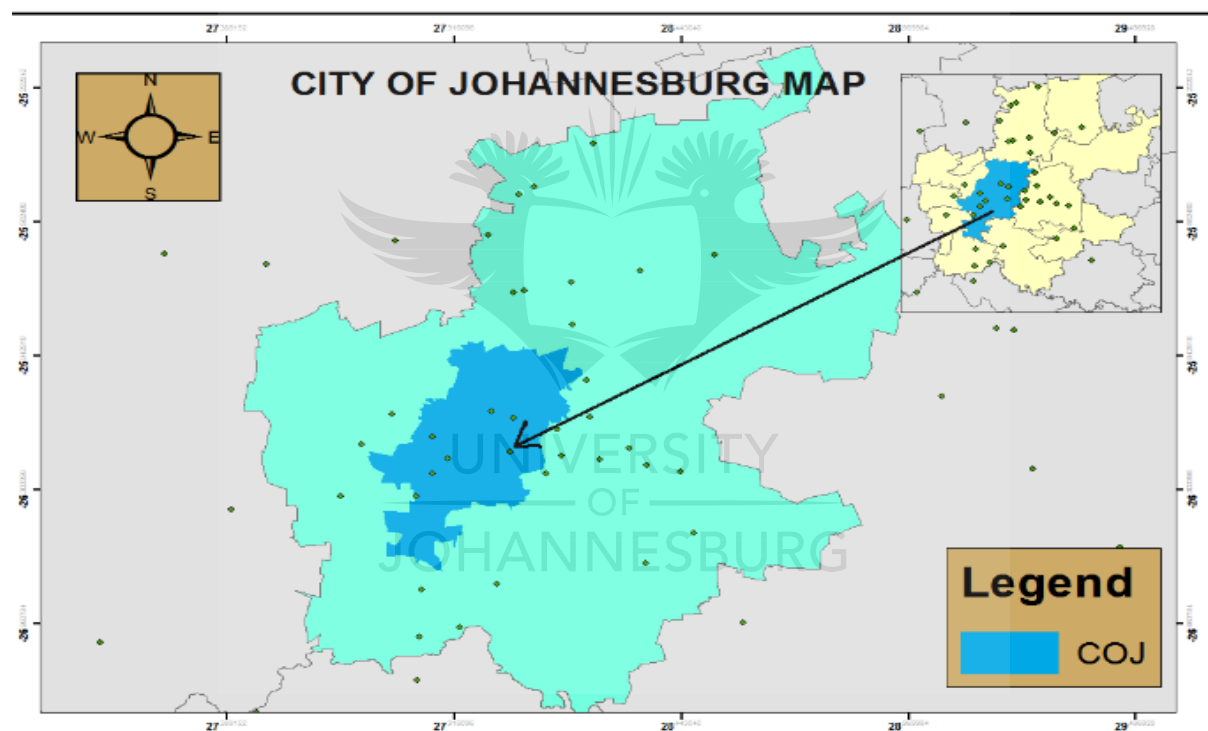 27 27 28 28 29
CITY OF JOHANNESBURG MAP
N
W E
S
-25 -25
-25 -25
-25 -25
UNIVERSITY
OF
JOHANNESBURG
-26 -26
-26 -26
Legend
COJ
27 27 28 28 29